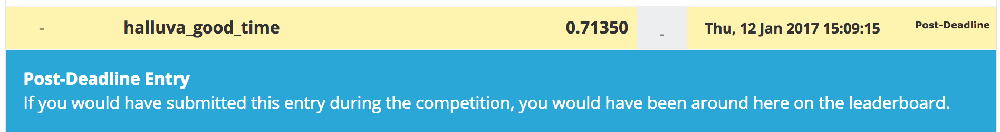 - halluva_good_time 0.71350 - Thu, 12 Jan 2017 15:09:15 Post-Deadline
Post-Deadline Entry
If you would have submitted this entry during the competition, you would have been around here on the leaderboard.